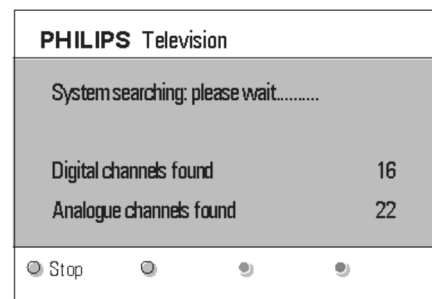 PHILIPS Television
System searching: please wait..........
Digital channels found 16
Analogue channels found 22
Stop